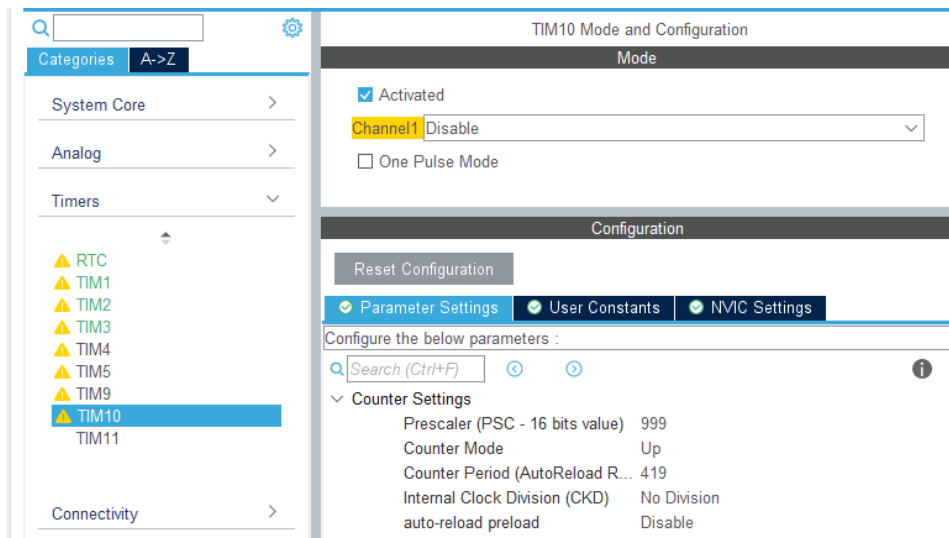 TIM10 Mode and Configuration
Categories A->Z
Mode
System Core
Activated
Channel1 Disable
Analog
One Pulse Mode
Timers
Configuration
RTC
TIM1
TIM2
TIM3
TIM4
TIM5
TIM9
TIM10
TIM11
Connectivity
Reset Configuration
Parameter Settings User Constants NVIC Settings
Configure the below parameters :
Search (Ctrl+F)
Counter Settings
Prescaler (PSC - 16 bits value) 999
Counter Mode Up
Counter Period (AutoReload R... 419
Internal Clock Division (CKD) No Division
auto-reload preload Disable